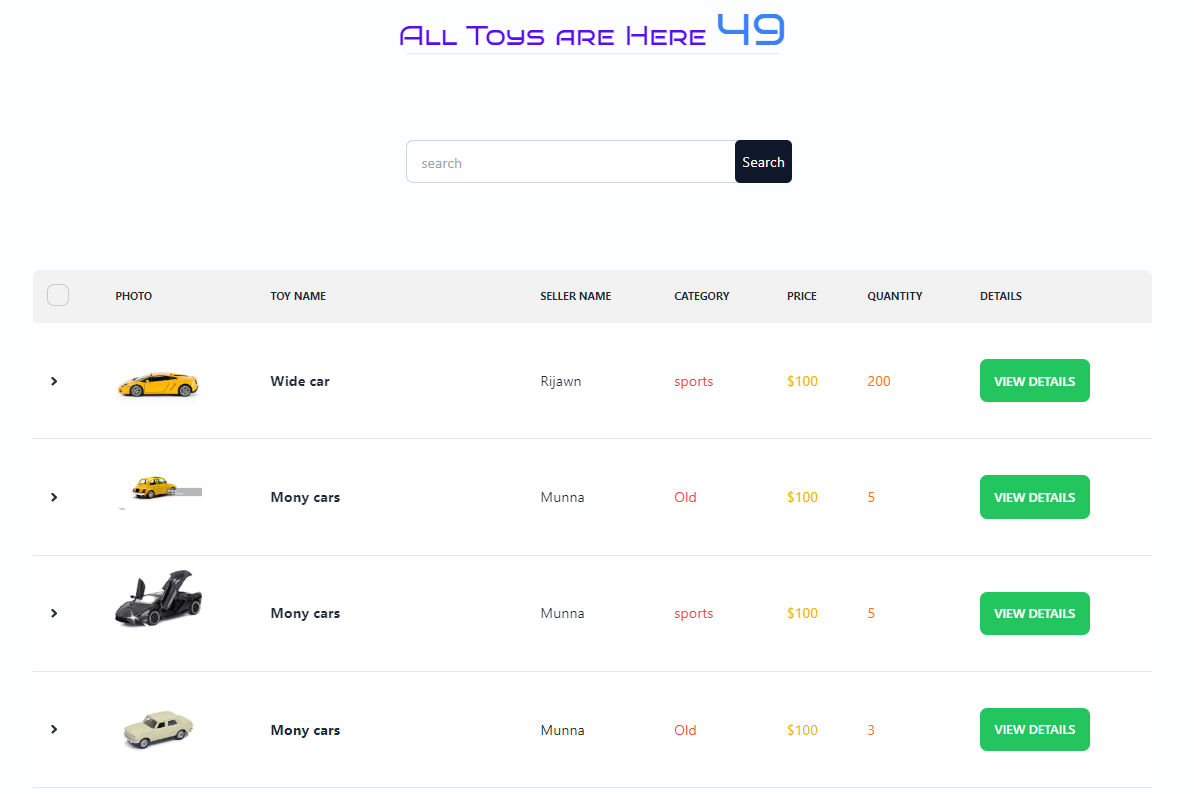 All Toys are Here 49
search Search
PHOTO TOY NAME SELLER NAME CATEGORY PRICE QUANTITY DETAILS
Wide car Rijawn sports $100 200 VIEW DETAILS
Mony cars Munna Old $100 5 VIEW DETAILS
Mony cars Munna sports $100 5 VIEW DETAILS
Mony cars Munna Old $100 3 VIEW DETAILS